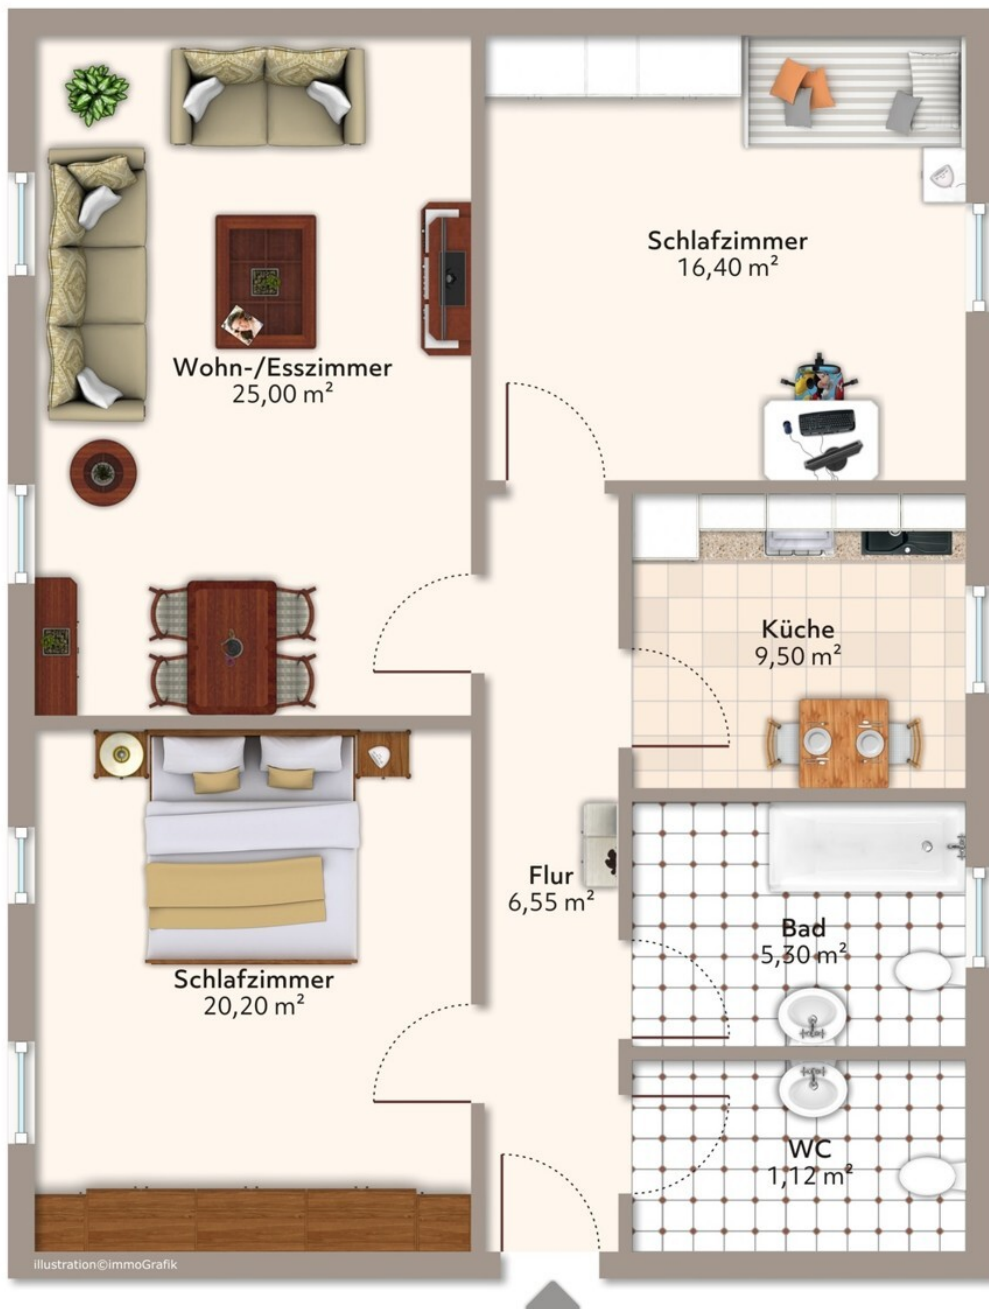 Schlafzimmer
16,40 m²
Wohn-/Esszimmer
25,00 m²
Küche
9,50 m²
Flur
6,55 m²
Bad
5,30 m²
Schlafzimmer
20,20 m²
WC
1,12 m²
illustration©immoGrafik